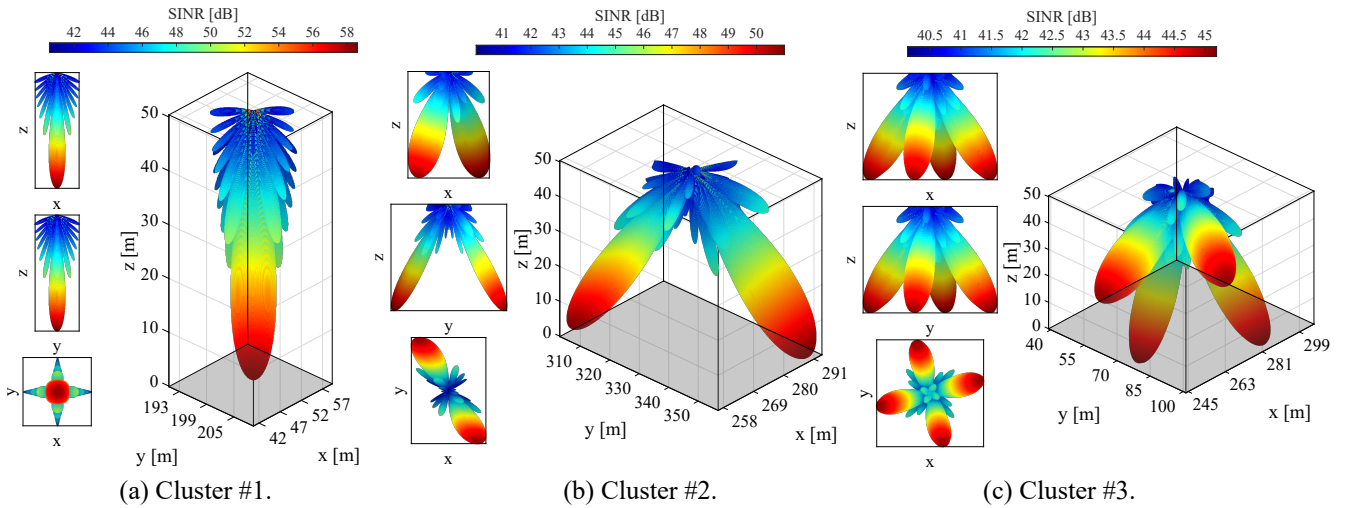 SINR [dB]
42 44 46 48 50 52 54 56 58
z
x
z
y
y
x
z [m]
50
40
30
20
10
0
193
199
205
y [m]
42
47
52
57
x [m]
(a) Cluster #1.
SINR [dB]
41 42 43 44 45 46 47 48 49 50
z
x
z
y
y
x
z [m]
50
40
30
20
10
0
310
320
330
340
350
y [m]
258
269
280
291
x [m]
(b) Cluster #2.
SINR [dB]
40.5 41 41.5 42 42.5 43 43.5 44 44.5 45
z
x
z
y
y
x
z [m]
50
40
30
20
10
0
40
55
70
85
100
y [m]
245
263
281
299
x [m]
(c) Cluster #3.